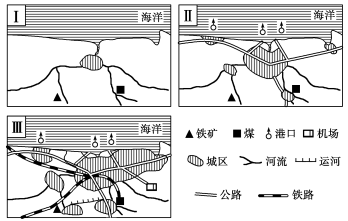 Ⅰ
海洋
Ⅱ
海洋
Ⅲ
海洋
铁矿 煤 港口 机场
城区 河流 运河
公路 铁路